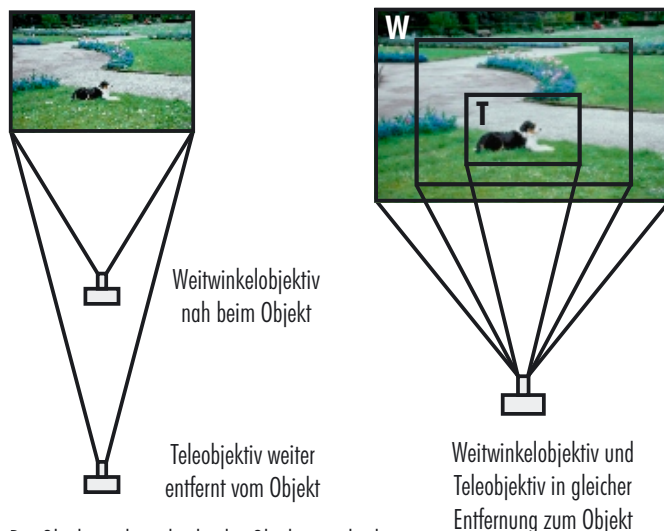 W
T
Weitwinkelobjektiv
nah beim Objekt
Teleobjektiv weiter
entfernt vom Objekt
Weitwinkelobjektiv und
Teleobjektiv in gleicher
Entfernung zum Objekt